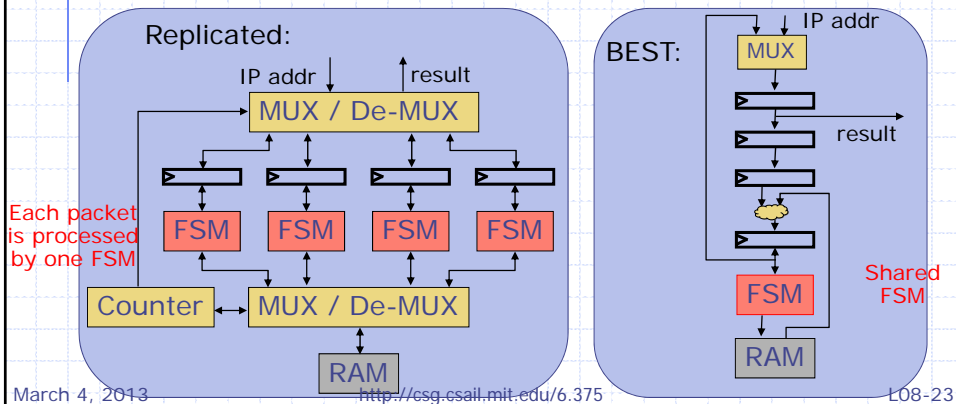 Replicated:
IP addr
result
MUX / De-MUX
Each packet
is processed
by one FSM
FSM
FSM
FSM
FSM
Counter
MUX / De-MUX
RAM
BEST:
IP addr
MUX
result
Shared
FSM
FSM
RAM
March 4, 2013
http://csg.csail.mit.edu/6.375
L08-23